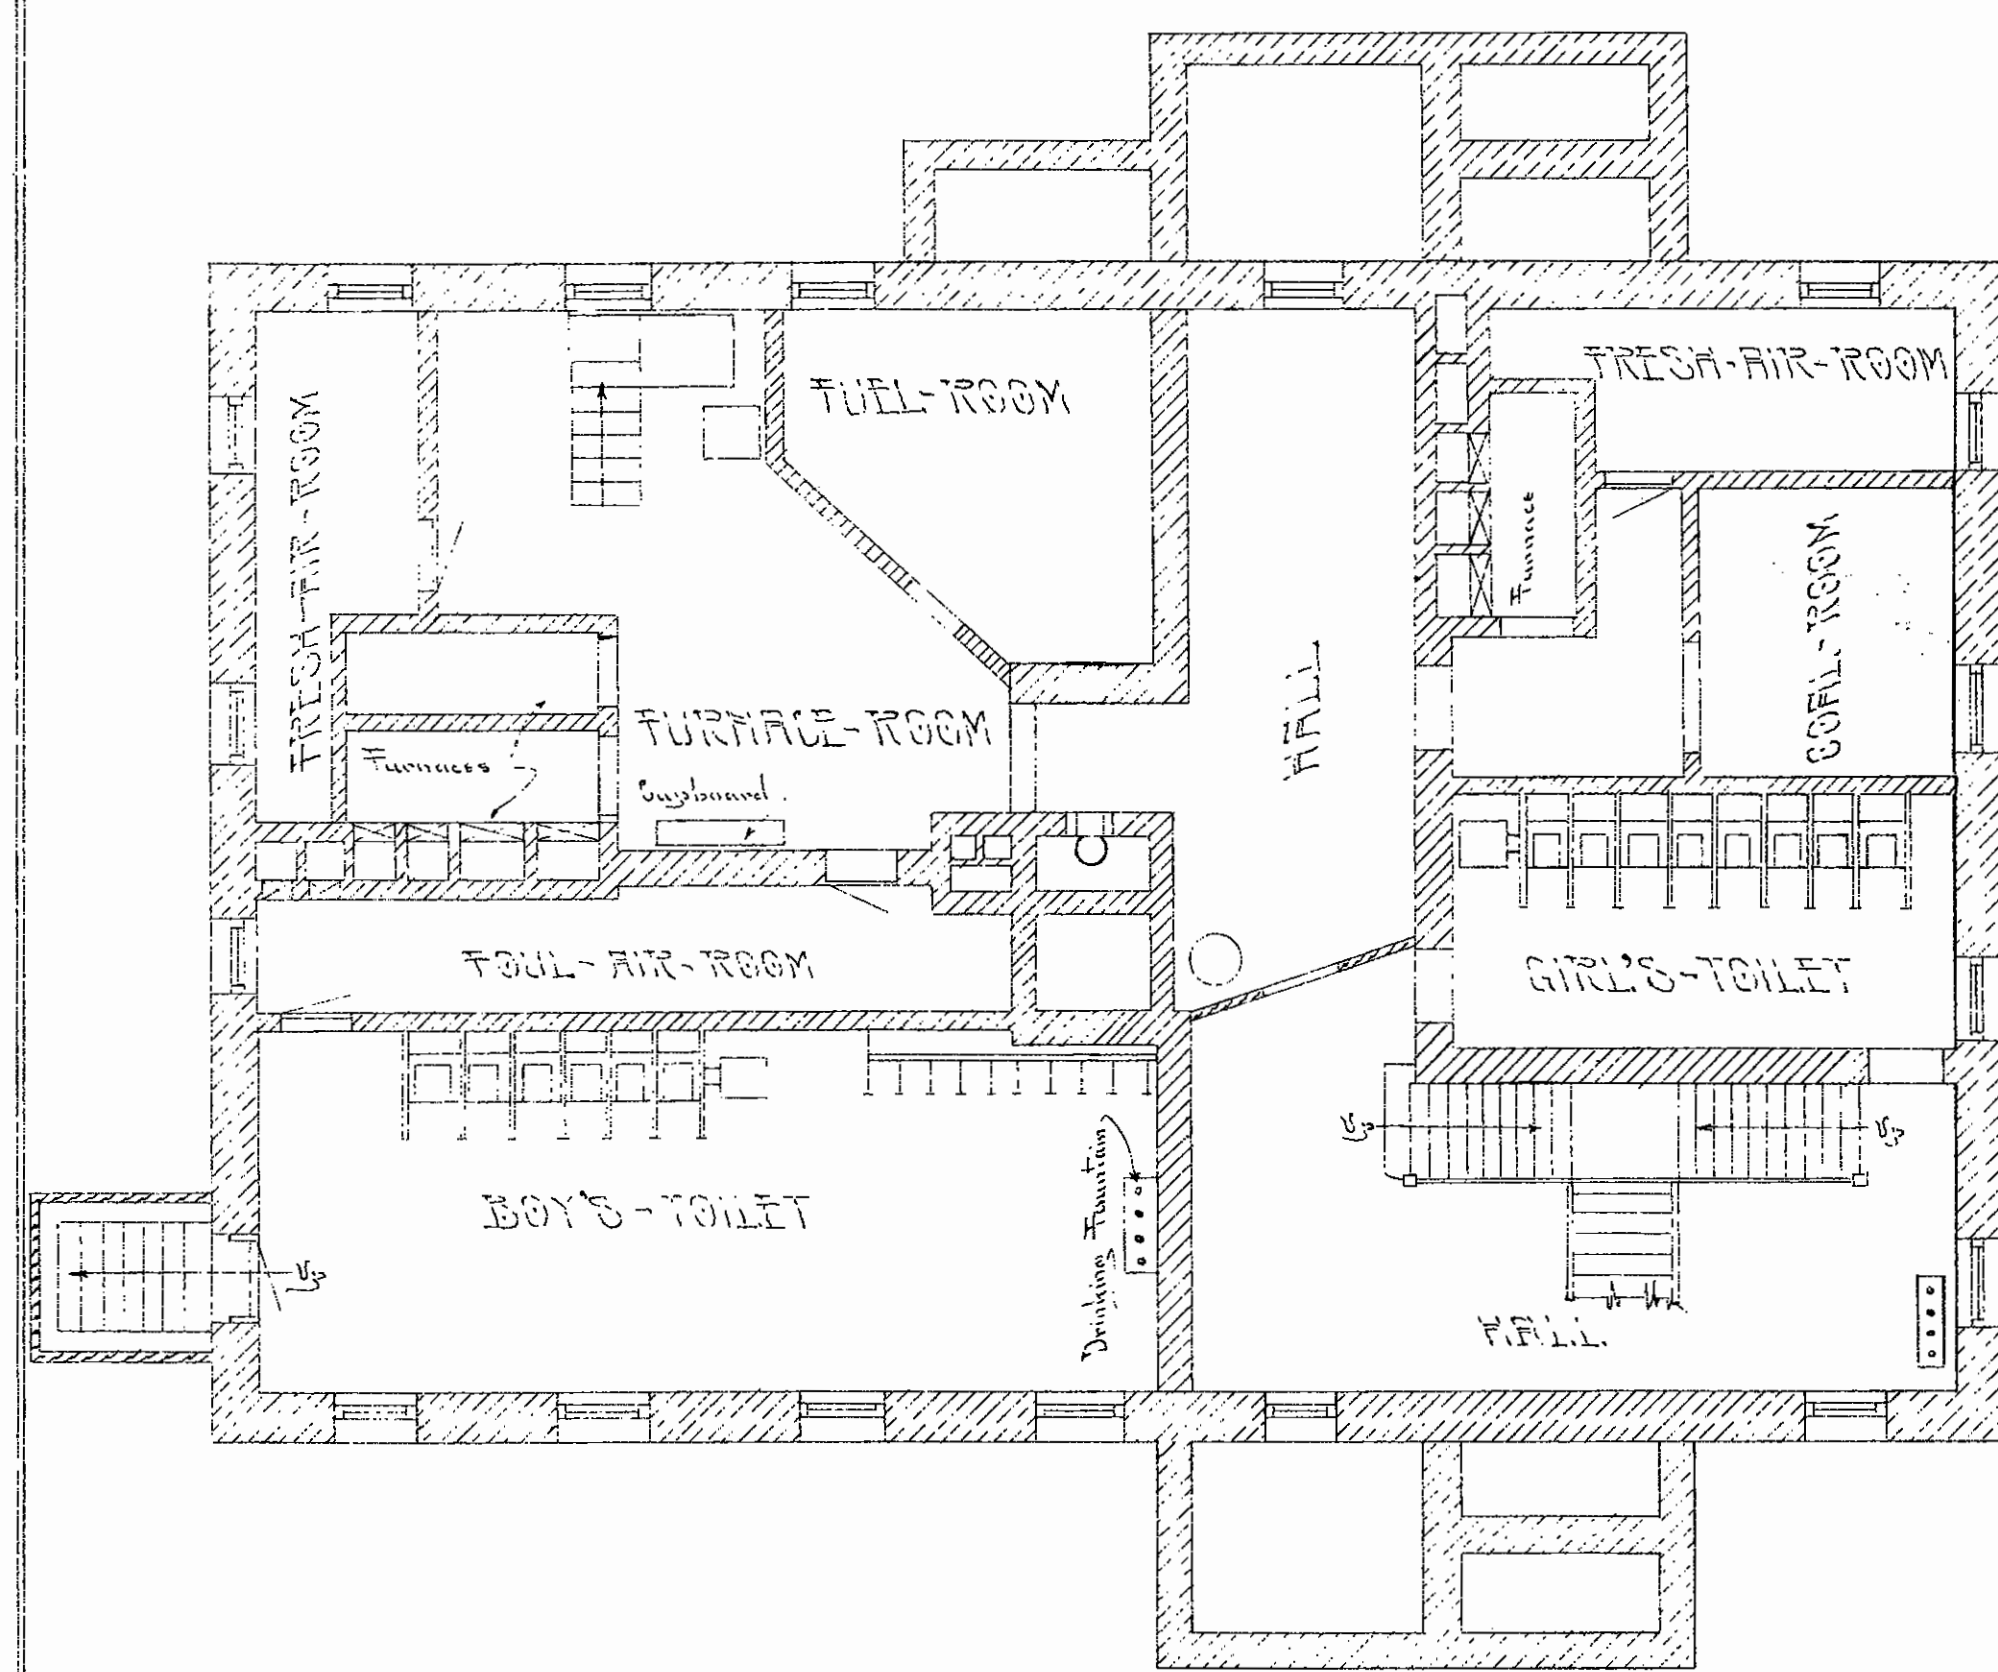 FRESH-AIR-ROOM
FUEL-ROOM
FRESH-AIR-ROOM
Furnace
COAL-ROOM
HALL
FURNACE-ROOM
Furnaces
Cupboard.
FOUL-AIR-ROOM
GIRL'S-TOILET
Up
Up
BOY'S-TOILET
Drinking Fountain
Up
HALL